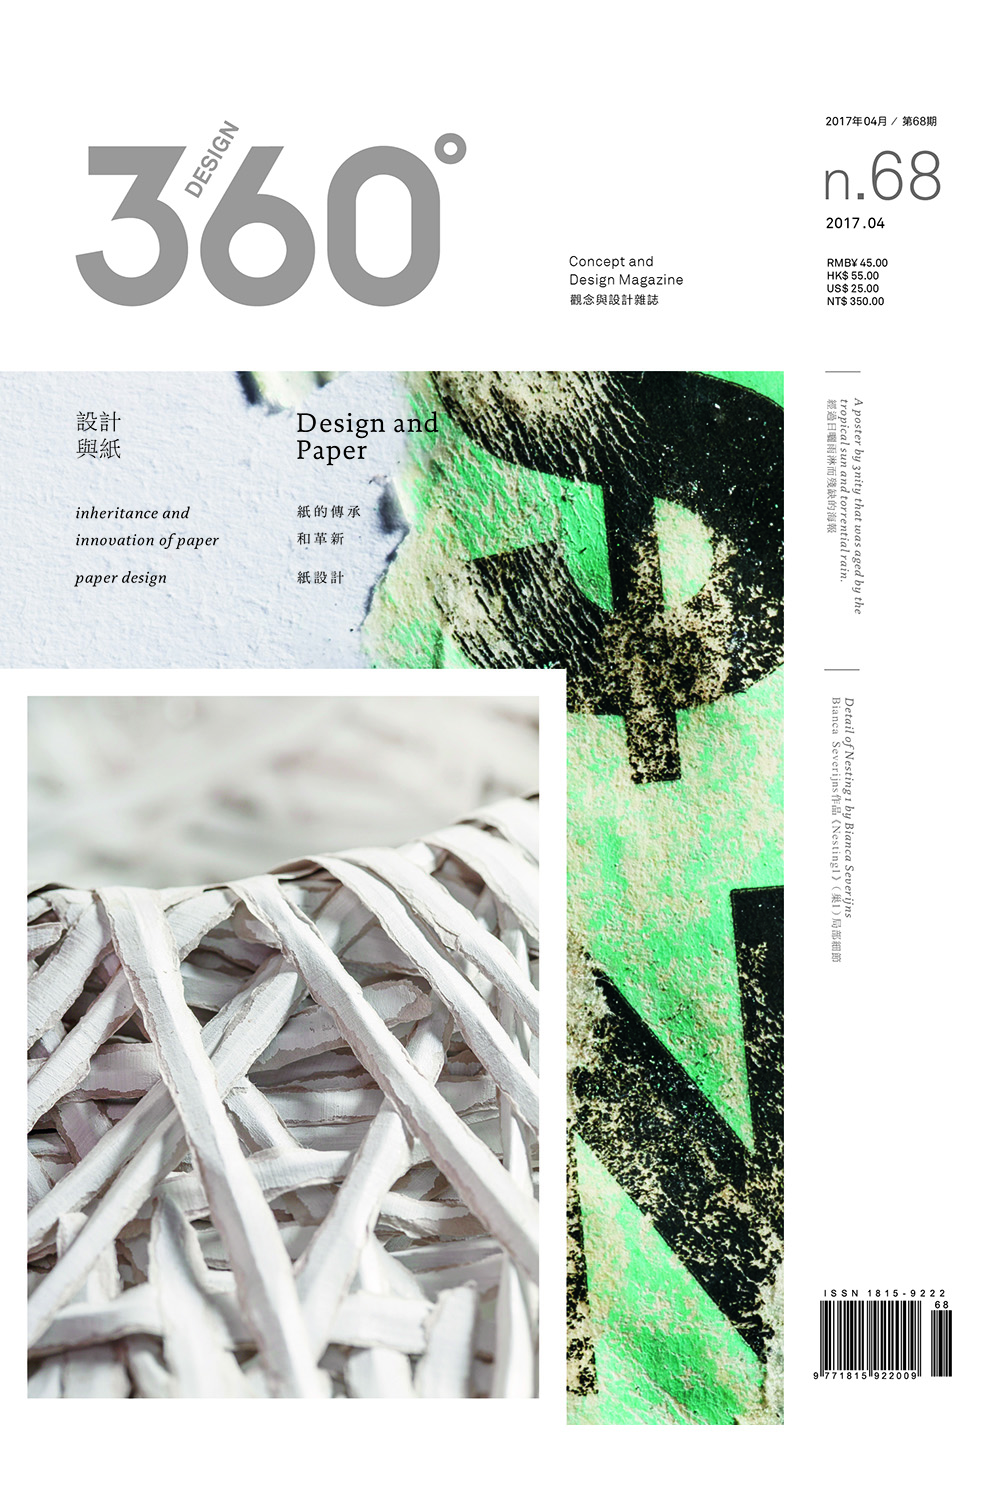 DESIGN
360°
Concept and
Design Magazine
觀念與設計雜誌
2017年04月 / 第68期
n.68
2017.04
RMB¥ 45.00
HK$ 55.00
US$ 25.00
NT$ 350.00
設計
與紙
Design and
Paper
inheritance and
innovation of paper
paper design
紙的傳承
和革新
紙設計
A poster by 3nity that was aged by the
tropical sun and torrential rain.
經過日曬雨淋而殘缺的海報
Detail of Nesting 1 by Bianca Severijns
Bianca Severijns作品《Nesting1》（巢1）局部細節
ISSN 1815-9222
68
9 771815 922009